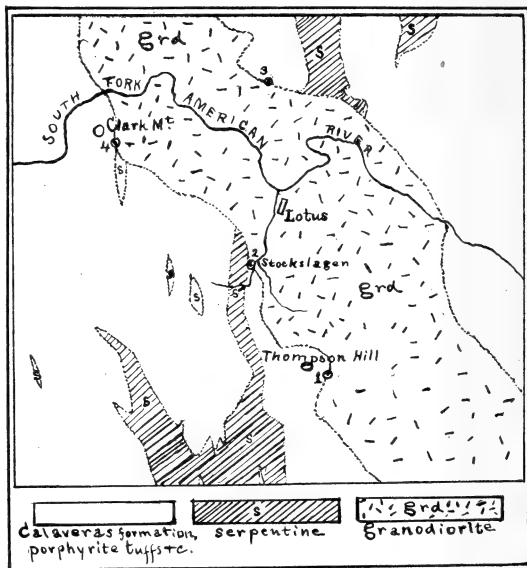 grd
S
S
3
SOUTH FORK AMERICAN RIVER
Clark Mt
4
S
Lotus
2
Stockslagen
S
S
grd
Thompson Hill
1
S
S
S
grd
Calaveras formation,
porphyrite tuffs+c.
serpentine
Granodiorite